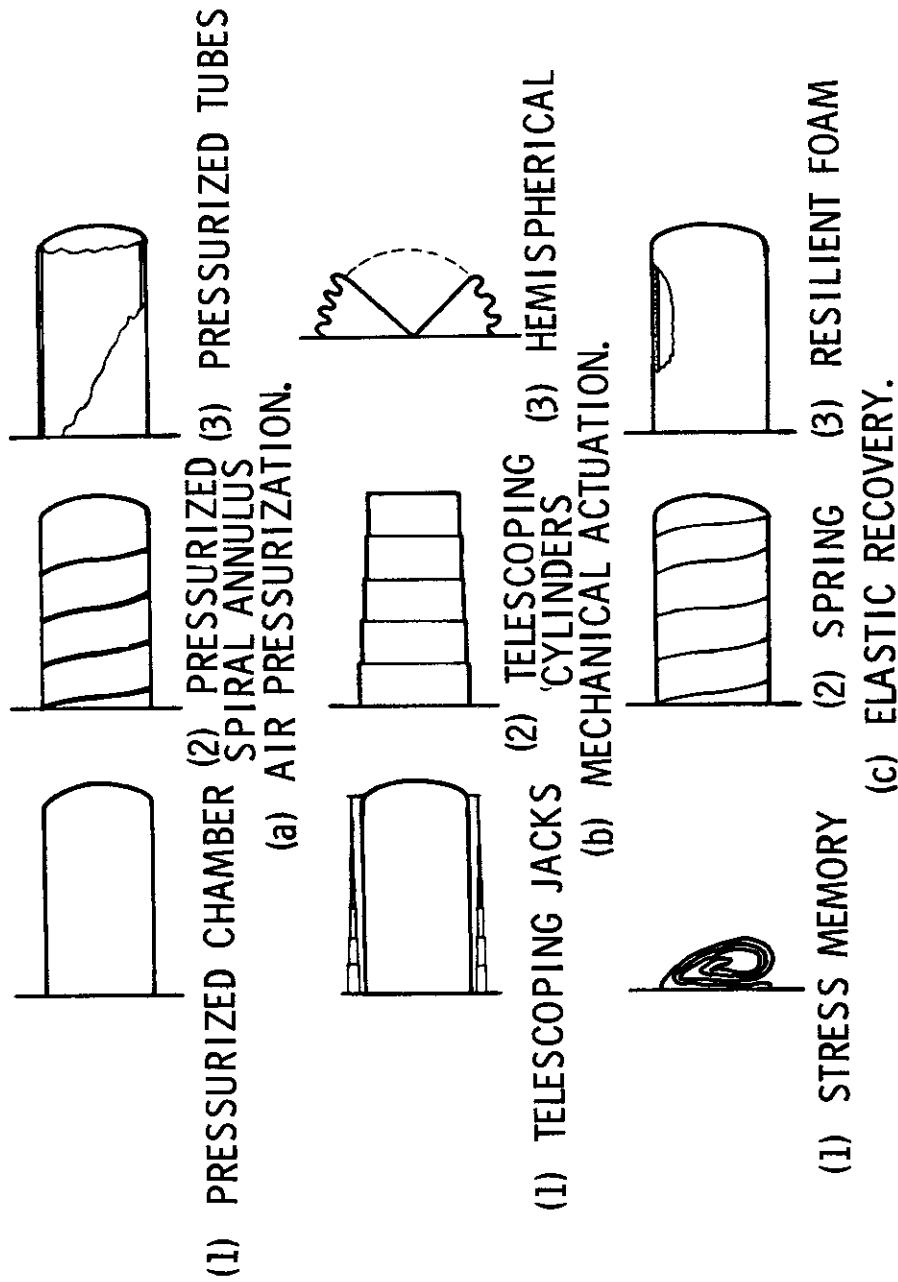 (1) PRESSURIZED CHAMBER
(2) PRESSURIZED
SPIRAL ANNULUS
(3) PRESSURIZED TUBES
(a) AIR PRESSURIZATION.
(1) TELESCOPING JACKS
(2) TELESCOPING
CYLINDERS
(3) HEMISPHERICAL
(b) MECHANICAL ACTUATION.
(1) STRESS MEMORY
(2) SPRING
(3) RESILIENT FOAM
(c) ELASTIC RECOVERY.